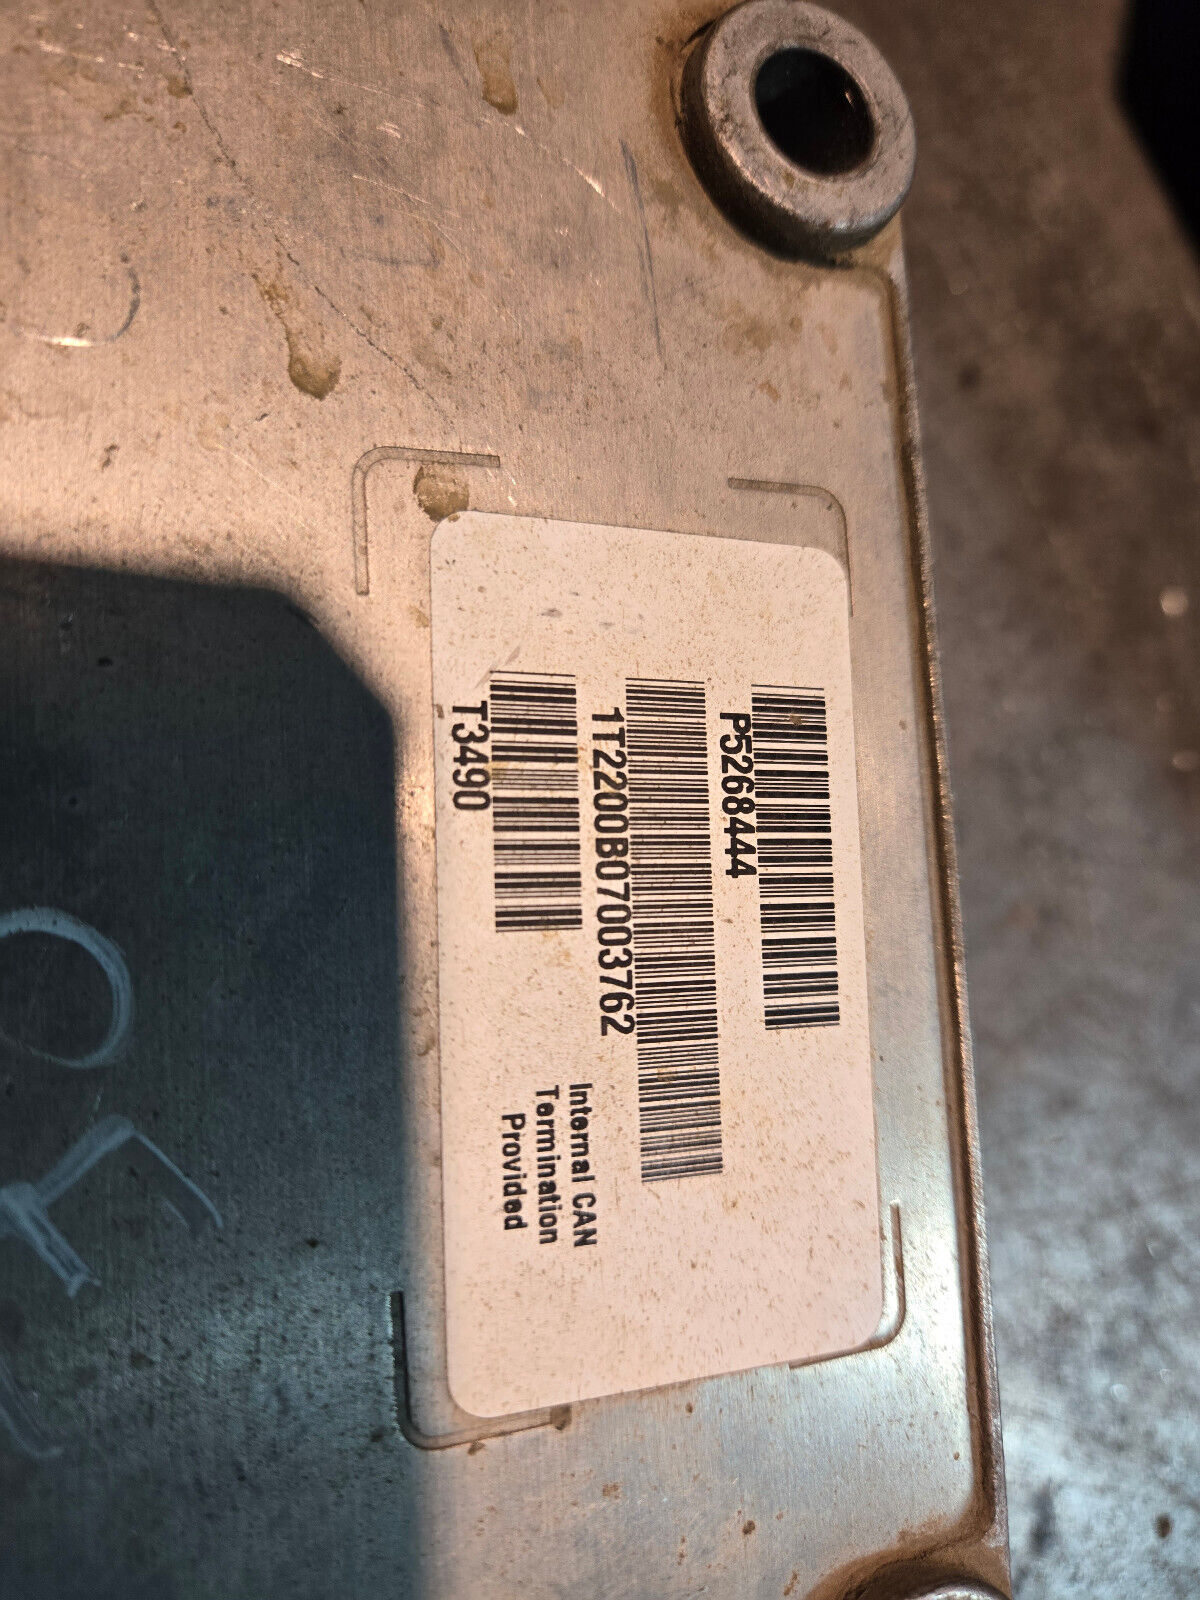 P5268444
1T2200B07003762
T3490
Internal CAN
Termination
Provided